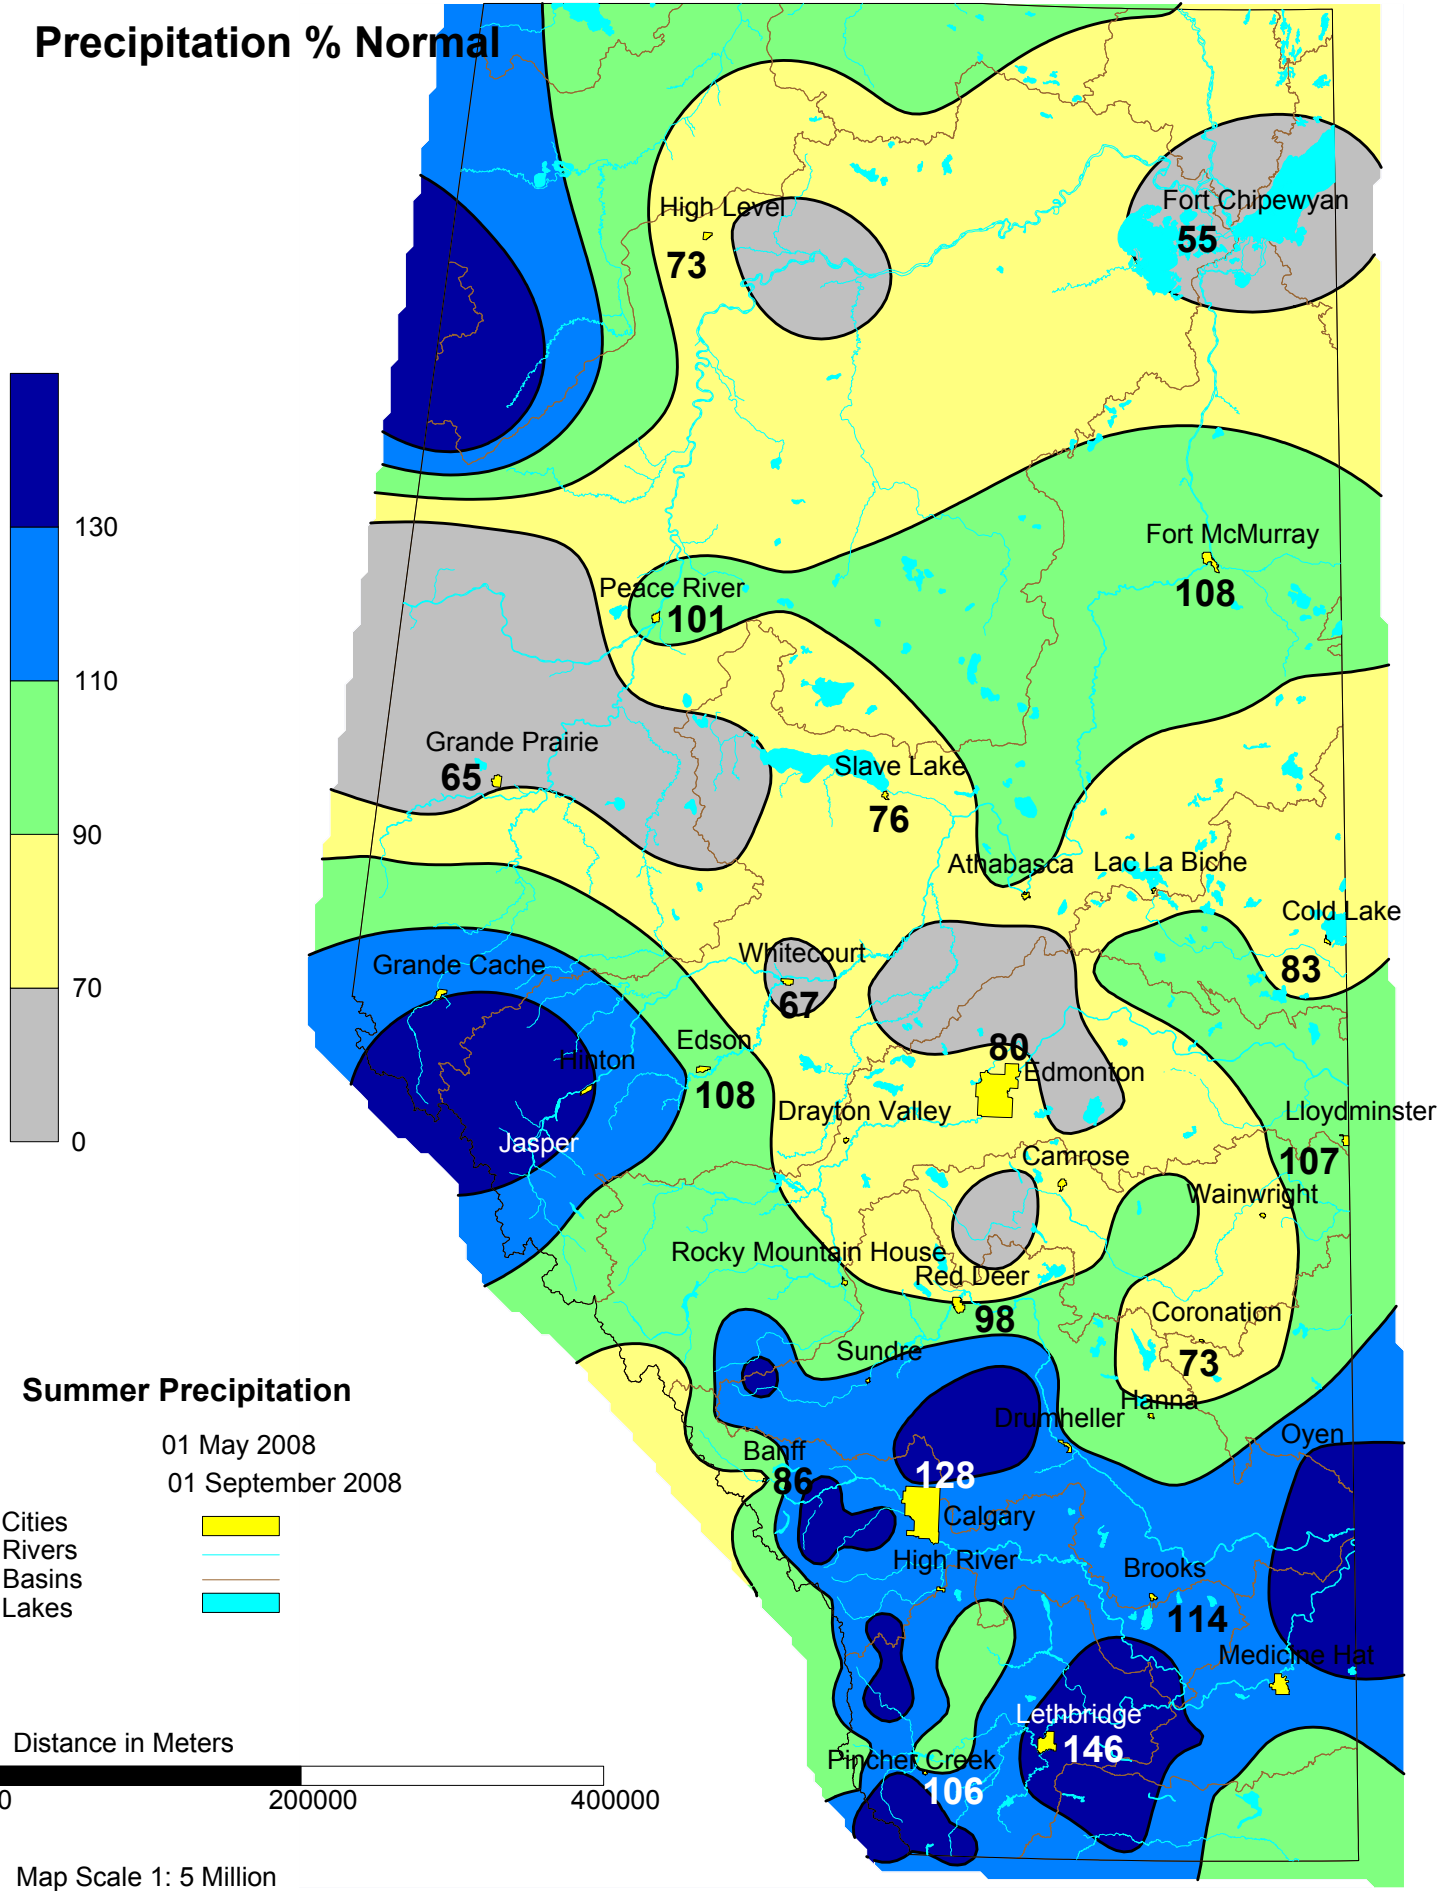 Precipitation % Normal
High Level
73
Fort Chipewyan
55
130
110
90
70
0
Fort McMurray
108
Peace River
101
Grande Prairie
65
Slave Lake
76
Athabasca
Lac La Biche
Cold Lake
83
Whitecourt
67
Grande Cache
Edson
108
Hinton
Jasper
80
Edmonton
Drayton Valley
Lloydminster
107
Camrose
Wainwright
Rocky Mountain House
Red Deer
98
Coronation
73
Sundre
Hanna
Drumheller
Oyen
Banff
86
128
Calgary
High River
Brooks
114
Medicine Hat
Lethbridge
146
Pincher Creek
106
Summer Precipitation
01 May 2008
01 September 2008
Cities
Rivers
Basins
Lakes
Distance in Meters
0 200000 400000
Map Scale 1: 5 Million